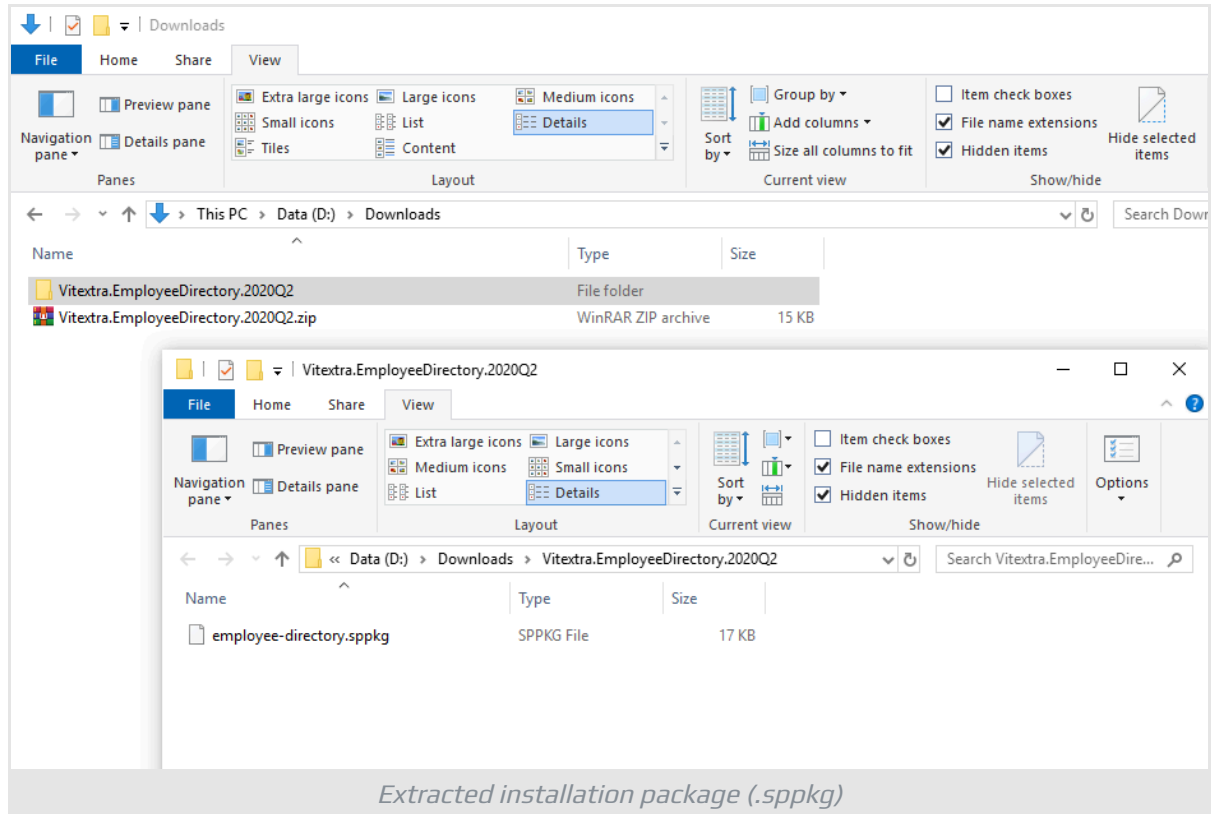 Downloads
File Home Share View
Navigation pane Preview pane Details pane
Panes
Extra large icons Large icons Medium icons
Small icons List Details
Tiles Content
Layout
Sort by Group by
Add columns
Size all columns to fit
Current view
Item check boxes
File name extensions
Hidden items
Hide selected items
Show/hide
This PC > Data (D:) > Downloads
Search Down
Name Type Size
Vitextra.EmployeeDirectory.2020Q2 File folder
Vitextra.EmployeeDirectory.2020Q2.zip WinRAR ZIP archive 15 KB
Vitextra.EmployeeDirectory.2020Q2
File Home Share View
Navigation pane Preview pane Details pane
Panes
Extra large icons Large icons
Medium icons Small icons
List Details
Layout
Sort by
Current view
Item check boxes
File name extensions
Hidden items
Hide selected items
Show/hide
Options
« Data (D:) > Downloads > Vitextra.EmployeeDirectory.2020Q2
Search Vitextra.EmployeeDire...
Name Type Size
employee-directory.sppkg SPPKG File 17 KB
Extracted installation package (.sppkg)